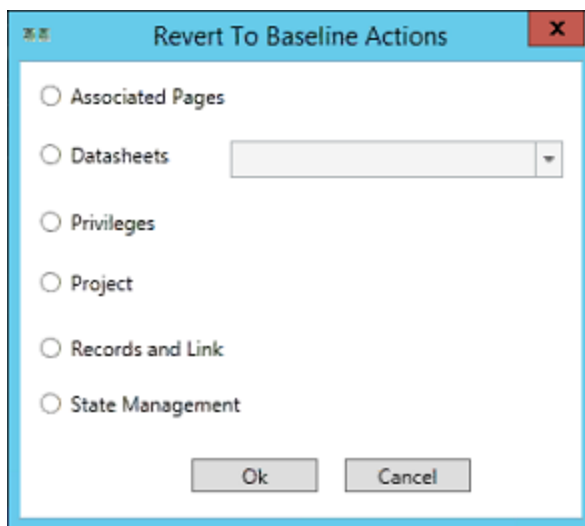 Revert To Baseline Actions
x
Associated Pages
Datasheets
Privileges
Project
Records and Link
State Management
Ok Cancel